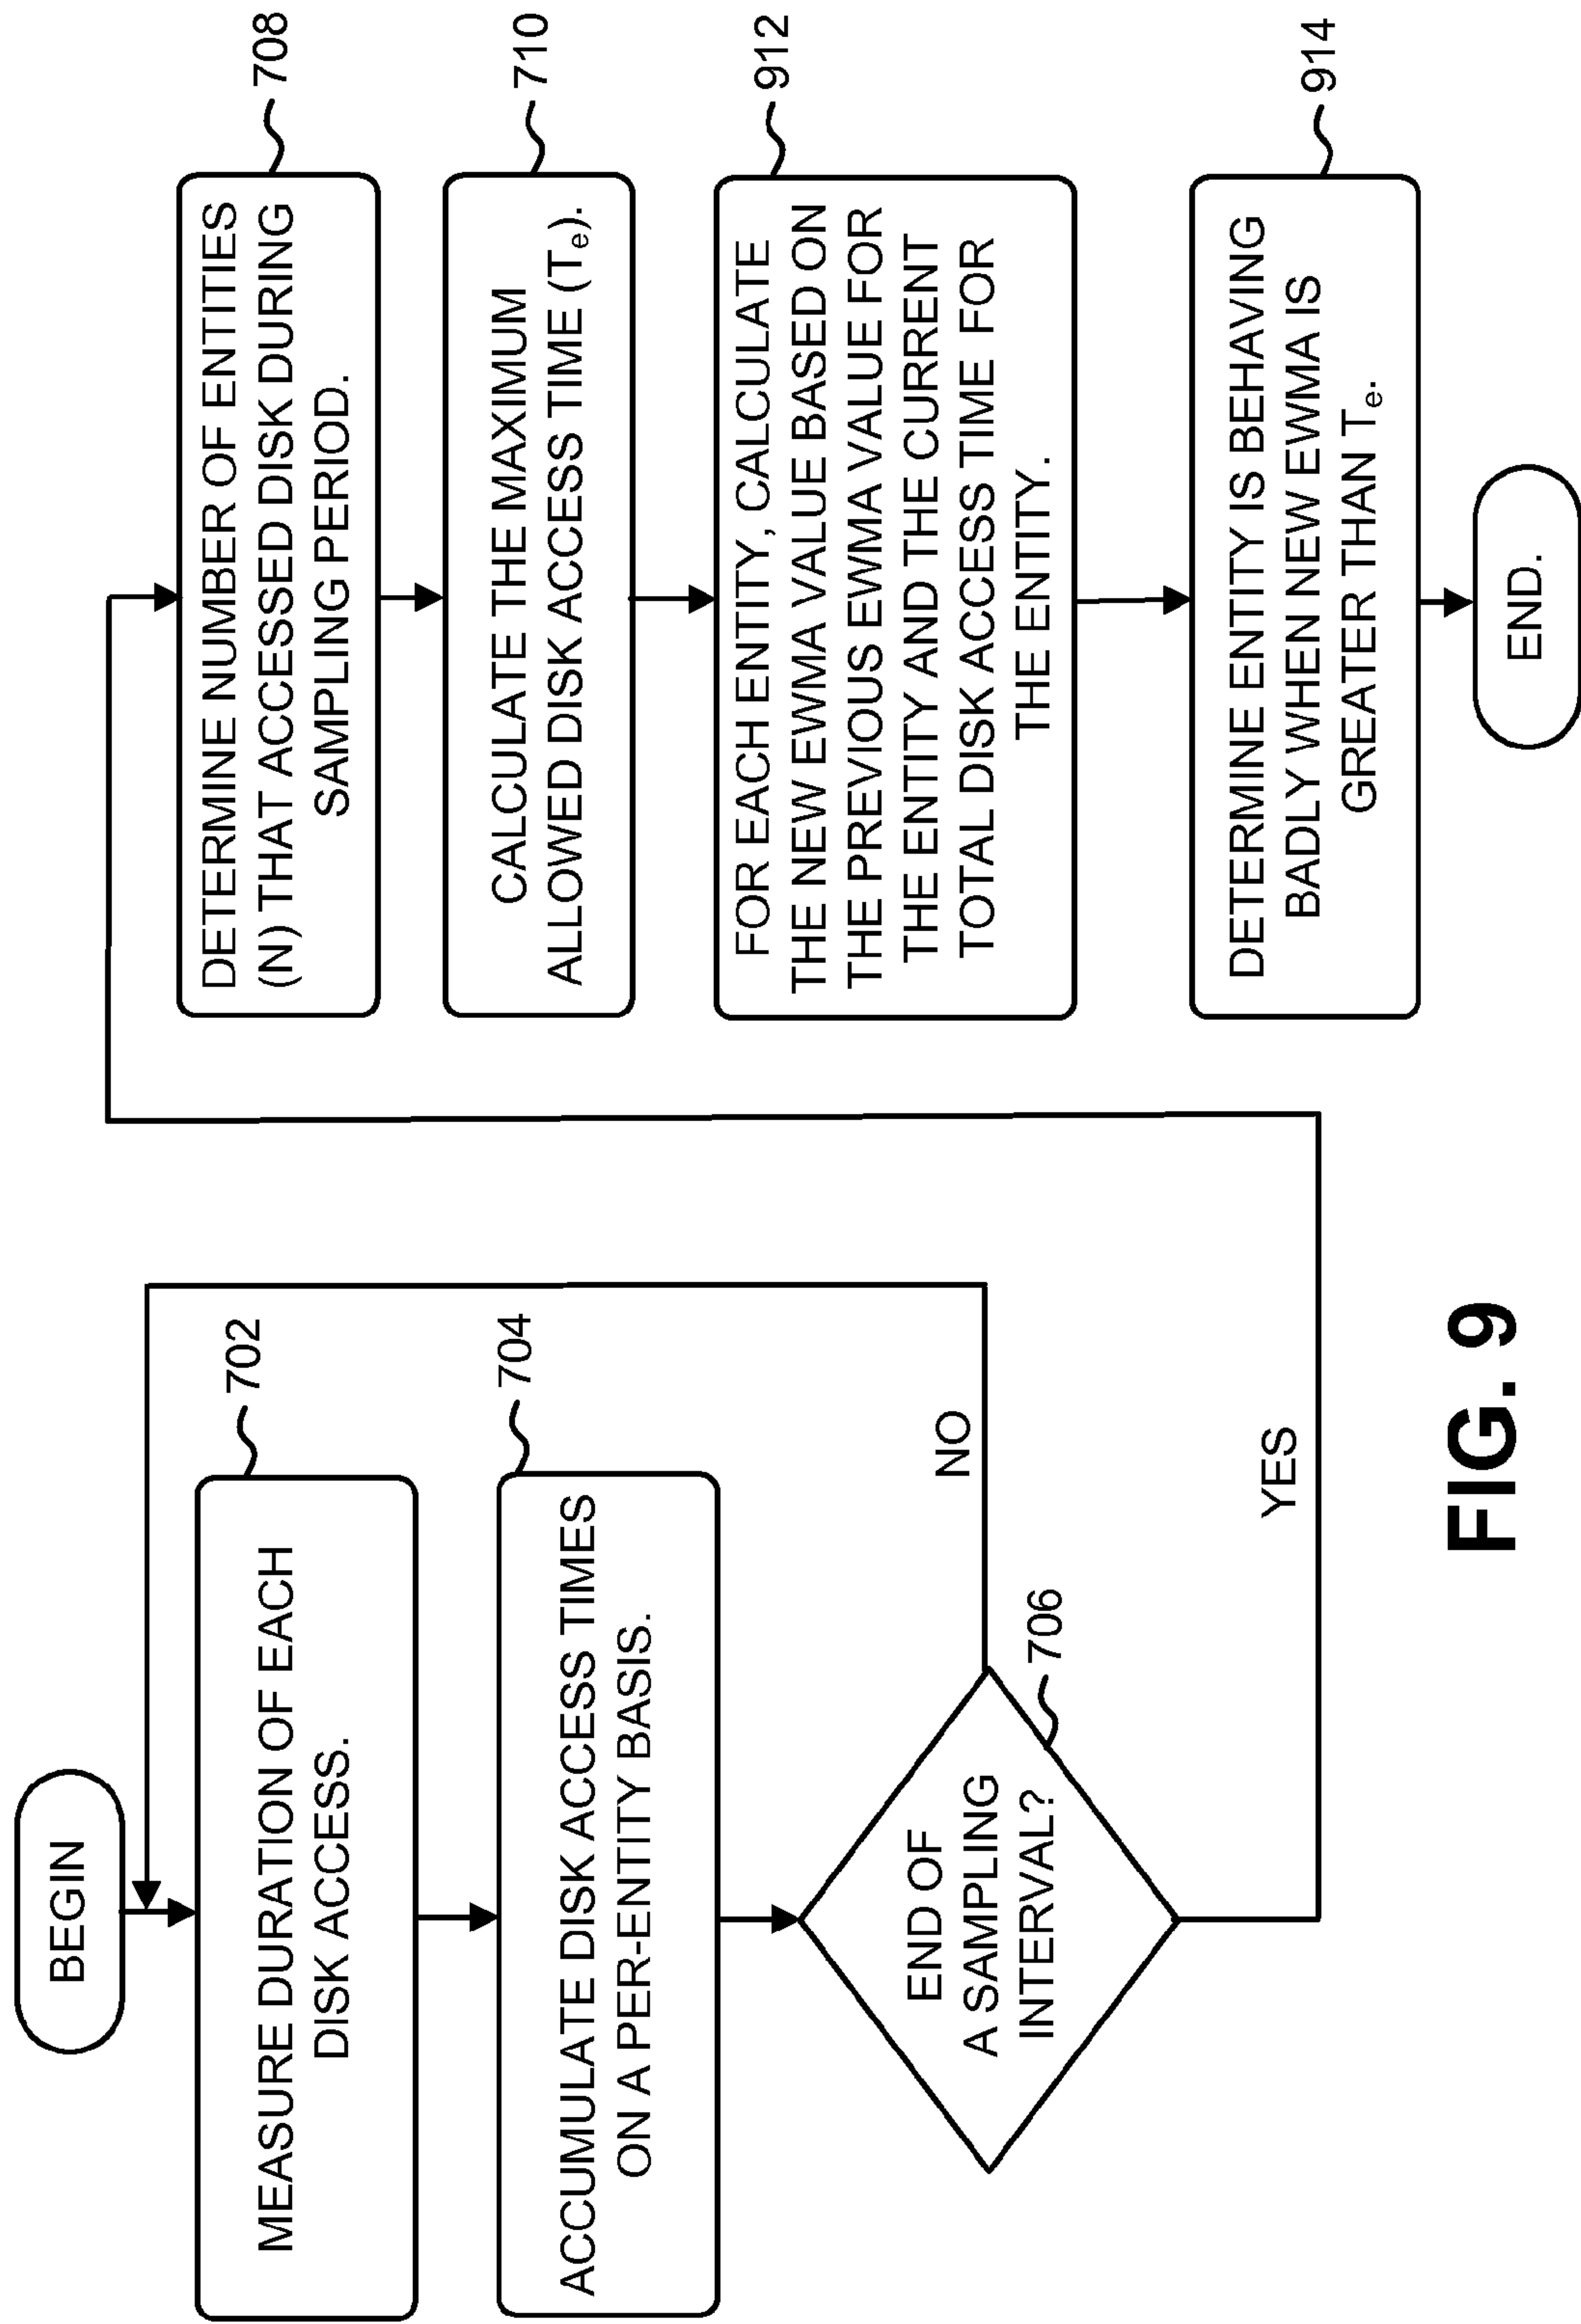 BEGIN
702
MEASURE DURATION OF EACH
DISK ACCESS.
704
ACCUMULATE DISK ACCESS TIMES
ON A PER-ENTITY BASIS.
706
END OF
A SAMPLING
INTERVAL?
NO
YES
708
DETERMINE NUMBER OF ENTITIES
(N) THAT ACCESSED DISK DURING
SAMPLING PERIOD.
710
CALCULATE THE MAXIMUM
ALLOWED DISK ACCESS TIME (Te).
912
FOR EACH ENTITY, CALCULATE
THE NEW EWMA VALUE BASED ON
THE PREVIOUS EWMA VALUE FOR
THE ENTITY AND THE CURRENT
TOTAL DISK ACCESS TIME FOR
THE ENTITY.
914
DETERMINE ENTITY IS BEHAVING
BADLY WHEN NEW EWMA IS
GREATER THAN Te.
END.
FIG. 9